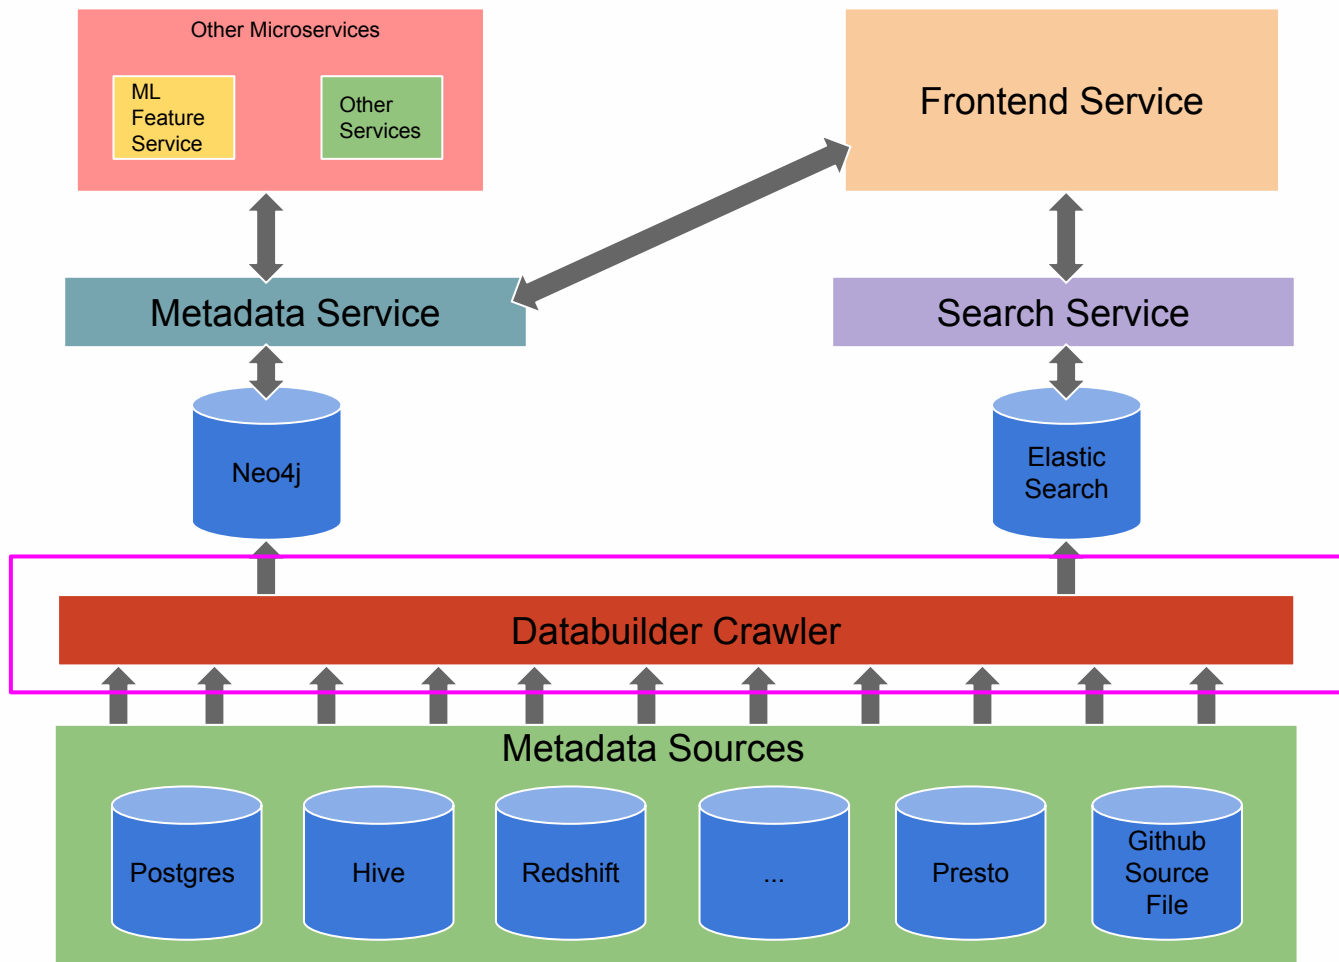 Other Microservices
ML
Feature
Service
Other
Services
Frontend Service
Metadata Service
Search Service
Neo4j
Elastic
Search
Databuilder Crawler
Metadata Sources
Postgres
Hive
Redshift
...
Presto
Github
Source
File